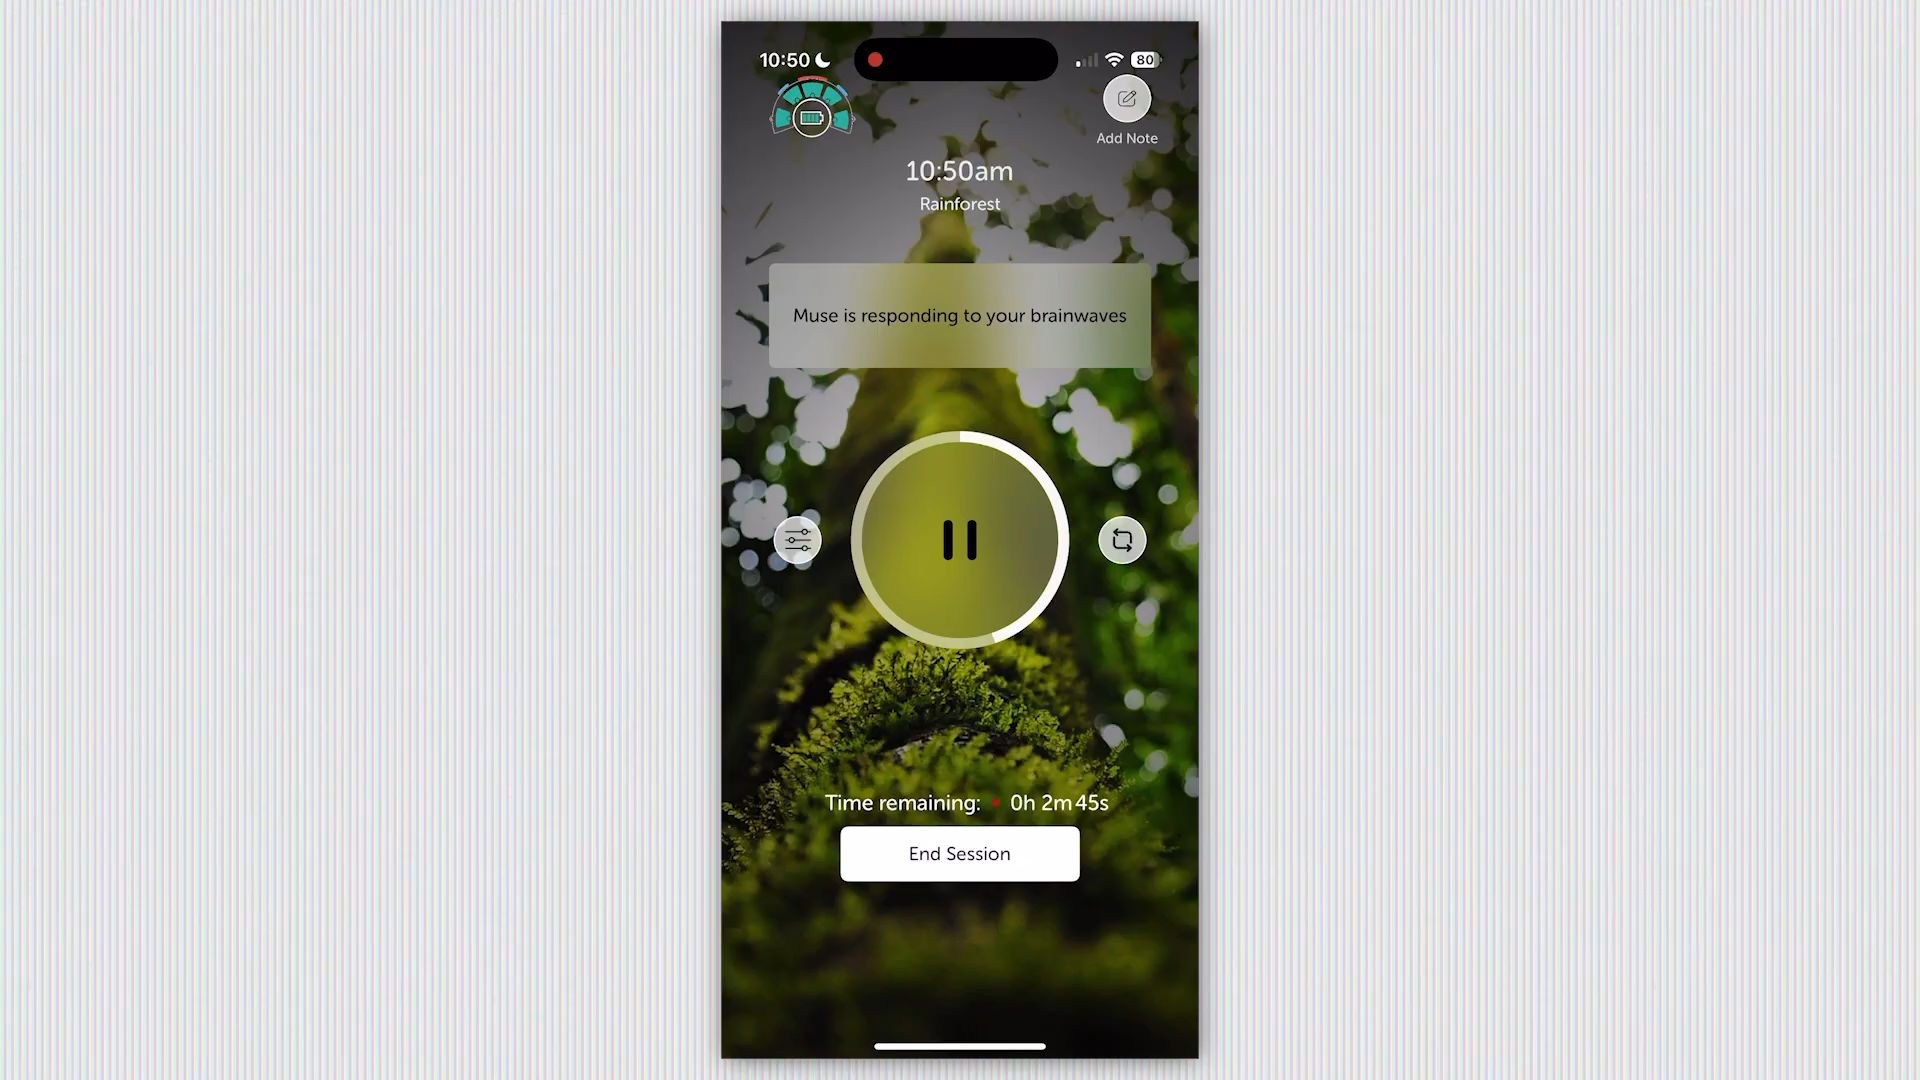 10:50
80
Add Note
10:50am
Rainforest
Muse is responding to your brainwaves
Time remaining: 0h 2m 45s
End Session